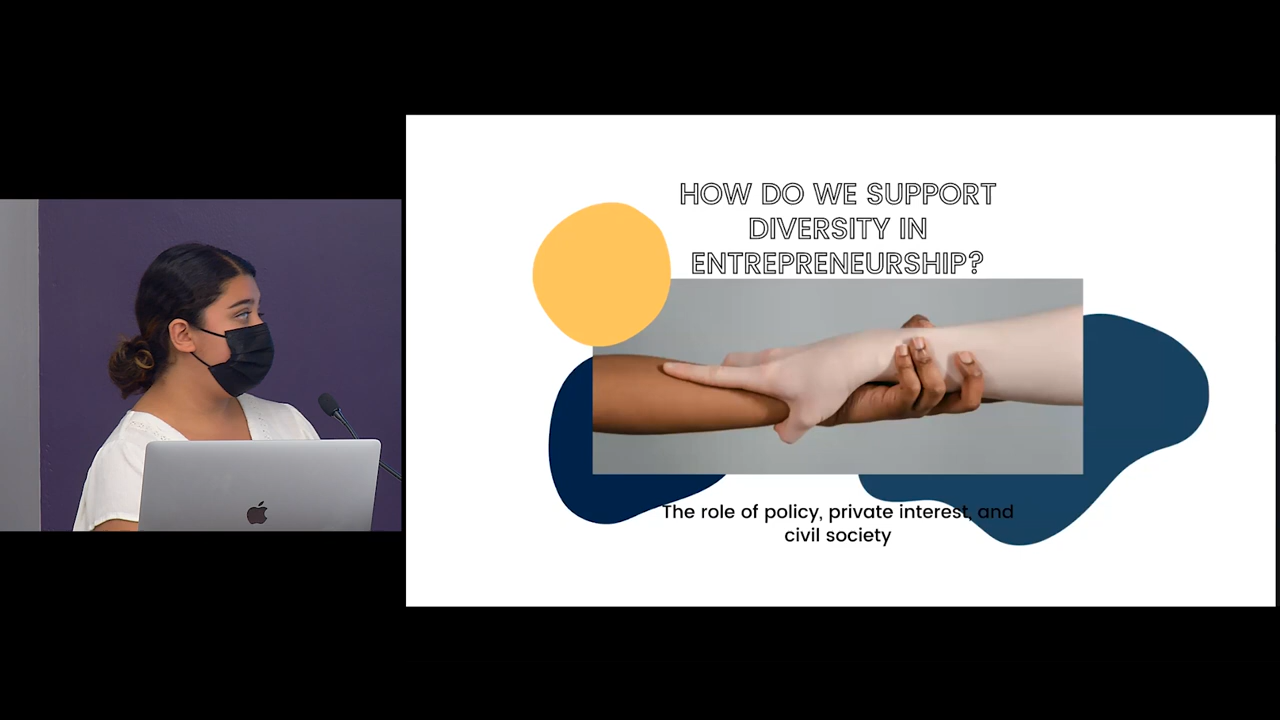 HOW DO WE SUPPORT
DIVERSITY IN
ENTREPRENEURSHIP?
The role of policy, private interest, and
civil society